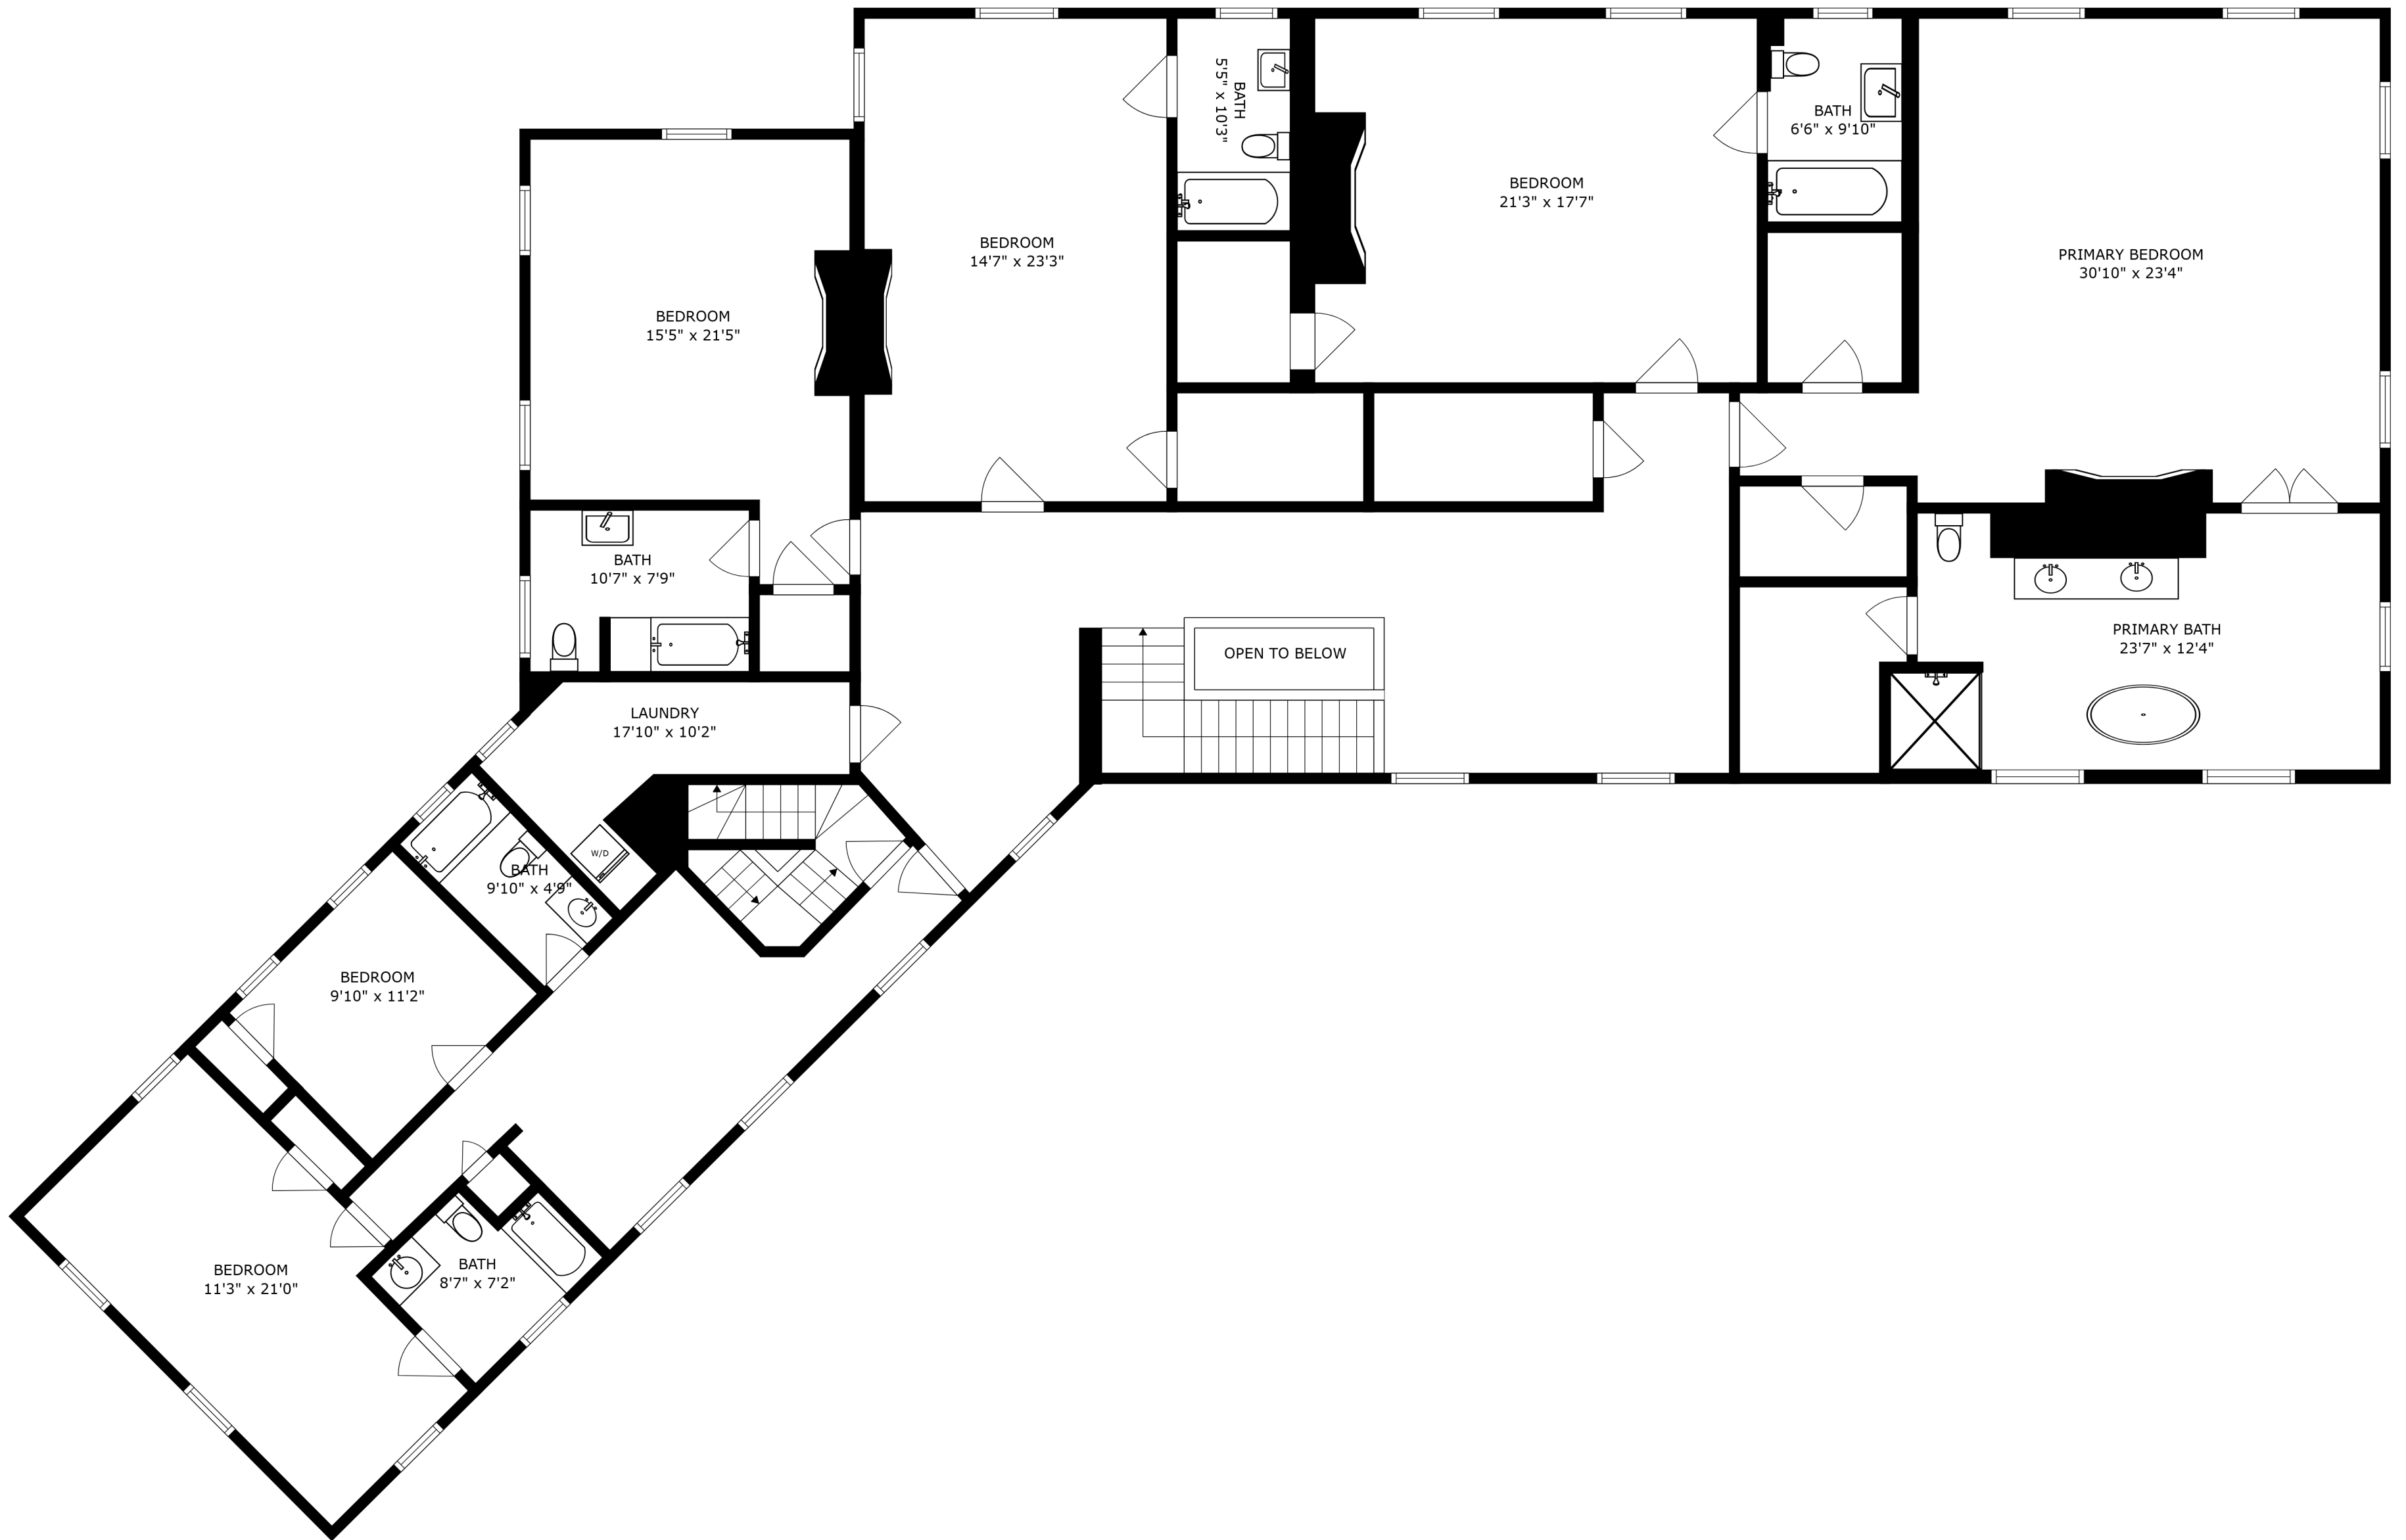 BATH
5'5" x 10'3"
BATH
6'6" x 9'10"
BEDROOM
21'3" x 17'7"
BEDROOM
14'7" x 23'3"
PRIMARY BEDROOM
30'10" x 23'4"
BEDROOM
15'5" x 21'5"
BATH
10'7" x 7'9"
OPEN TO BELOW
PRIMARY BATH
23'7" x 12'4"
LAUNDRY
17'10" x 10'2"
W/D
BATH
9'10" x 4'9"
BEDROOM
9'10" x 11'2"
BATH
8'7" x 7'2"
BEDROOM
11'3" x 21'0"